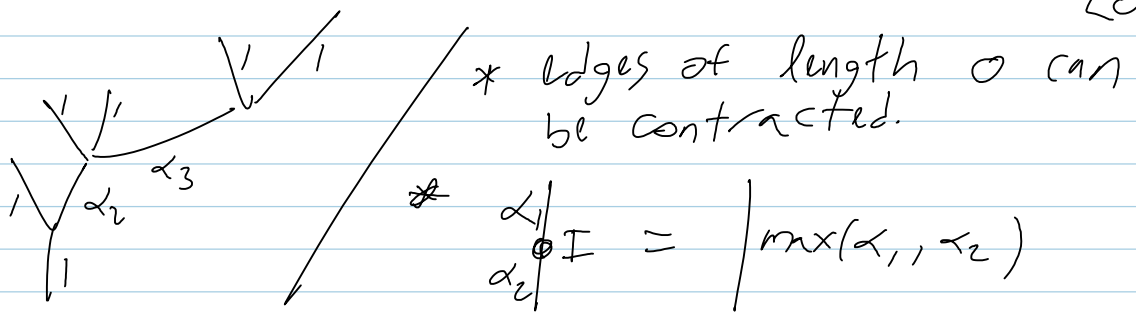 * edges of length 0 can
be contracted.
1 1
1 1
α3
1 α2
1
* α1
I = | max(α1, α2)
α2